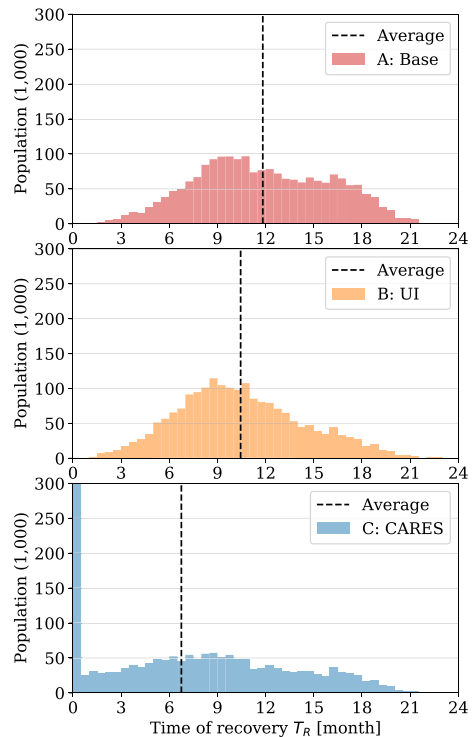 300
250
200
150
100
50
0
Population (1,000)
Average
A: Base
0 3 6 9 12 15 18 21 24
300
250
200
150
100
50
0
Population (1,000)
Average
B: UI
0 3 6 9 12 15 18 21 24
300
250
200
150
100
50
0
Population (1,000)
Average
C: CARES
0 3 6 9 12 15 18 21 24
Time of recovery T_R [month]